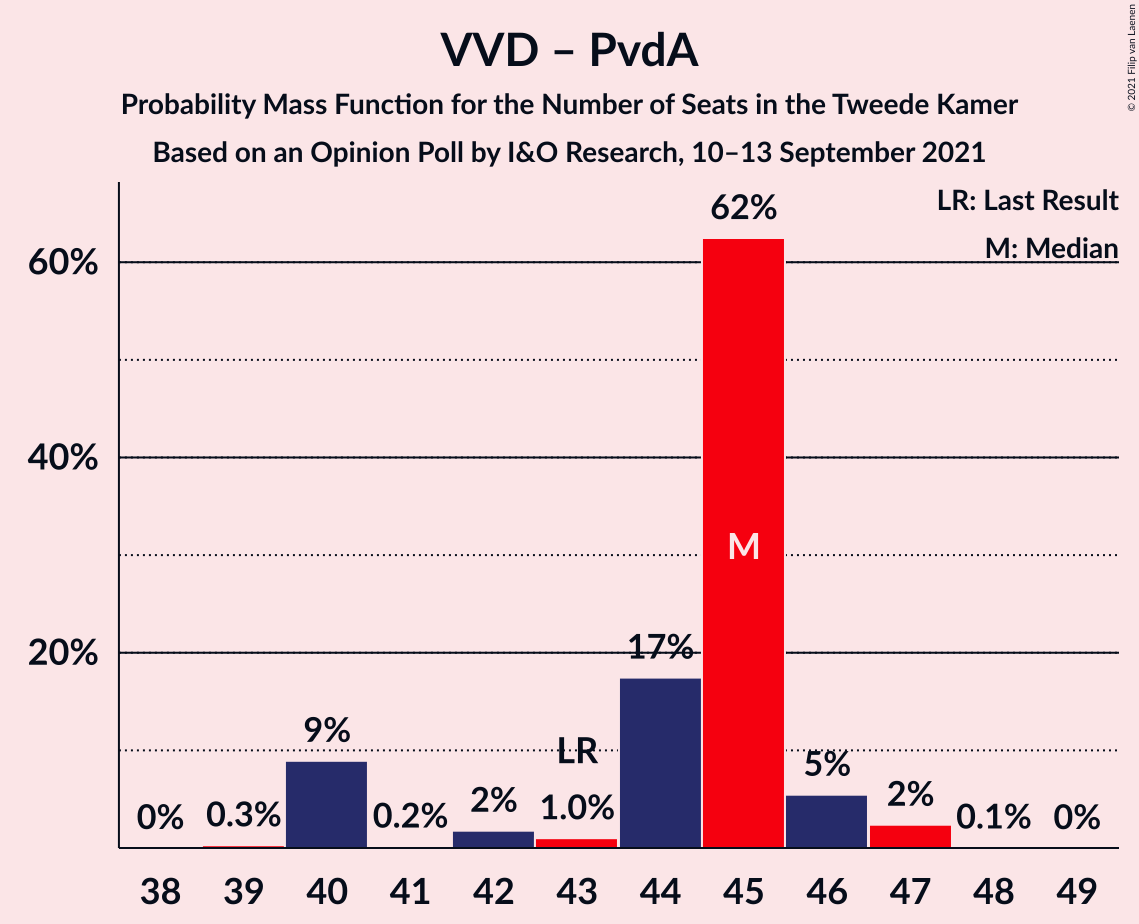 VVD – PvdA
Probability Mass Function for the Number of Seats in the Tweede Kamer
Based on an Opinion Poll by I&O Research, 10–13 September 2021
© 2021 Filip van Laenen
LR: Last Result
M: Median
60%
40%
20%
0%
0.3%
9%
0.2%
2%
1.0%
LR
17%
62%
M
5%
2%
0.1%
0%
38 39 40 41 42 43 44 45 46 47 48 49